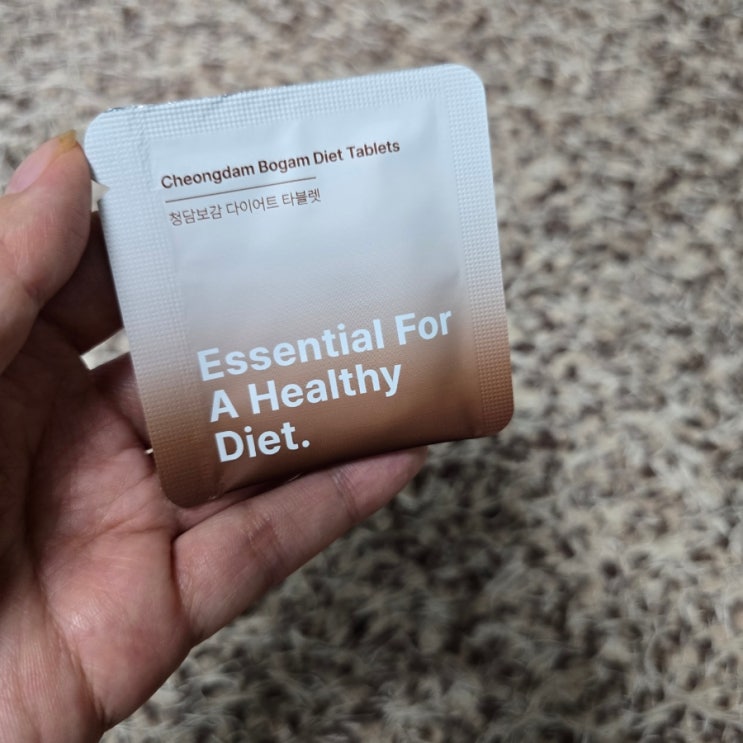 Cheongdam Bogam Diet Tablets
청담보감 다이어트 타블렛
Essential For
A Healthy
Diet.